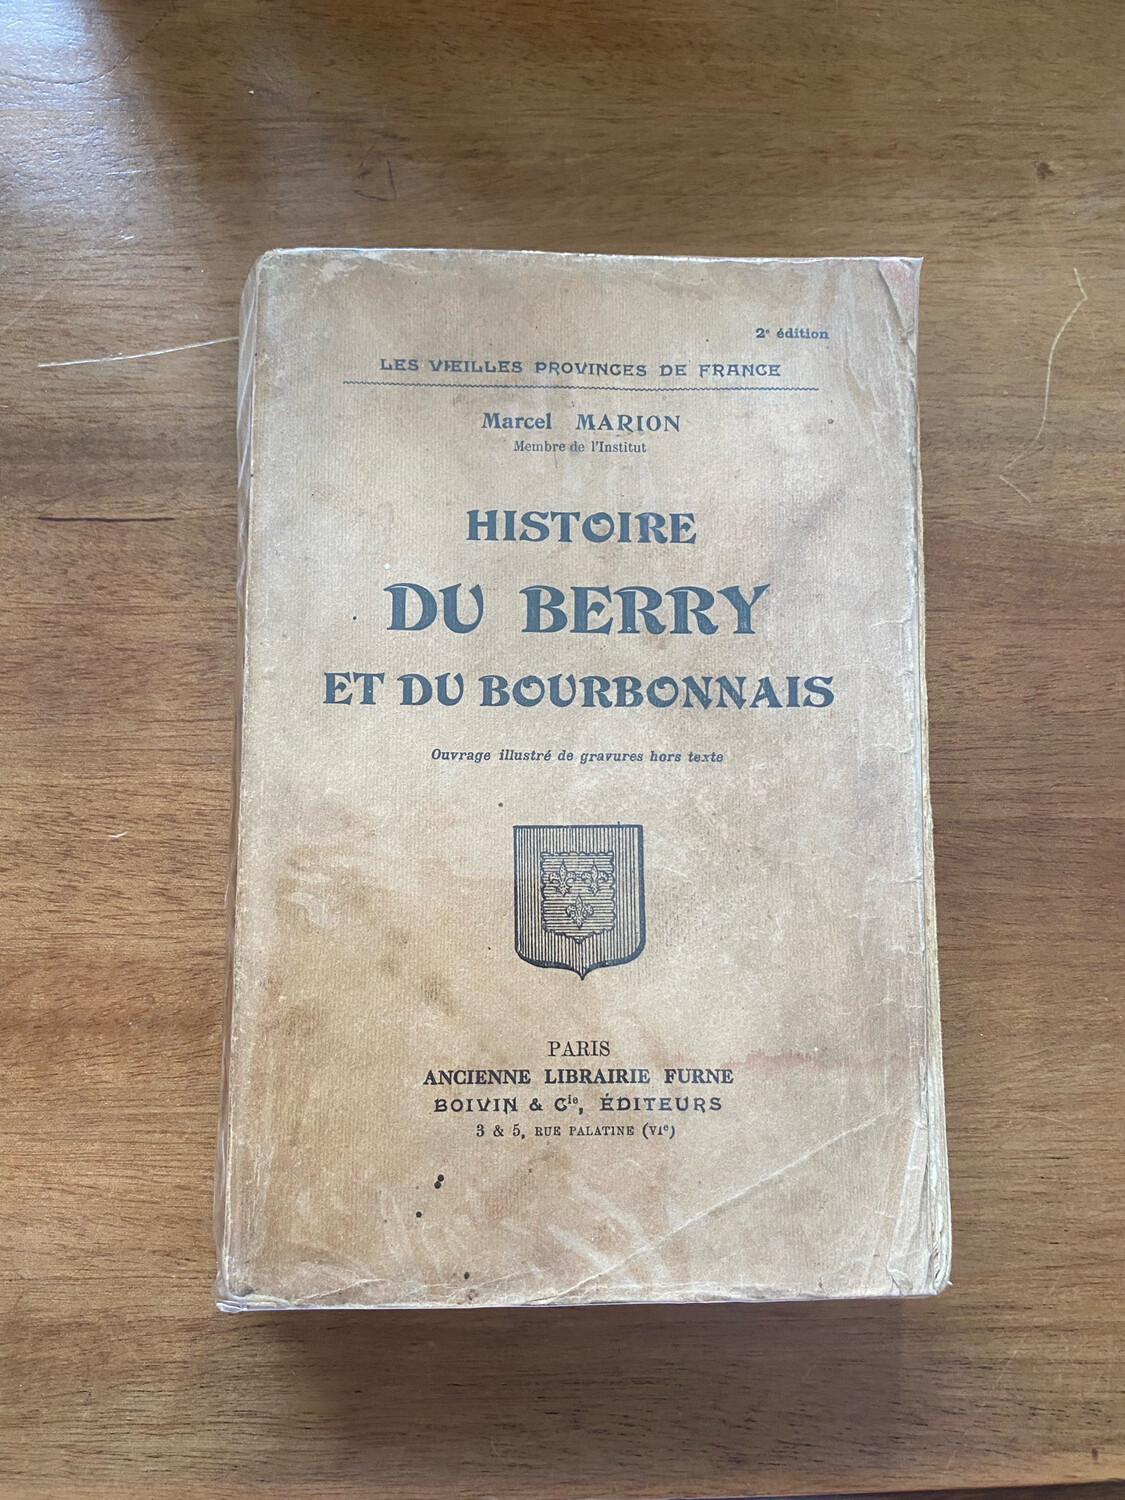 2e édition
LES VIEILLES PROVINCES DE FRANCE
Marcel MARION
Membre de l'Institut
HISTOIRE
DU BERRY
ET DU BOURBONNAIS
Ouvrage illustré de gravures hors texte
PARIS
ANCIENNE LIBRAIRIE FURNE
BOIVIN & Cie, ÉDITEURS
3 & 5, RUE PALATINE (VIe)